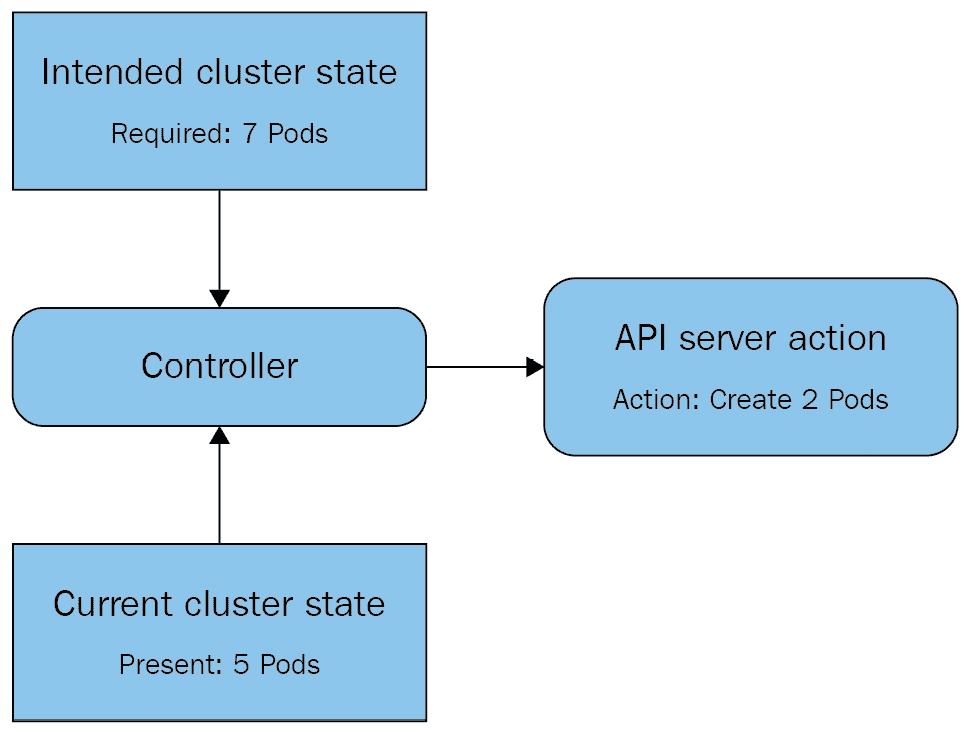 Intended cluster state
Required: 7 Pods
Controller
API server action
Action: Create 2 Pods
Current cluster state
Present: 5 Pods